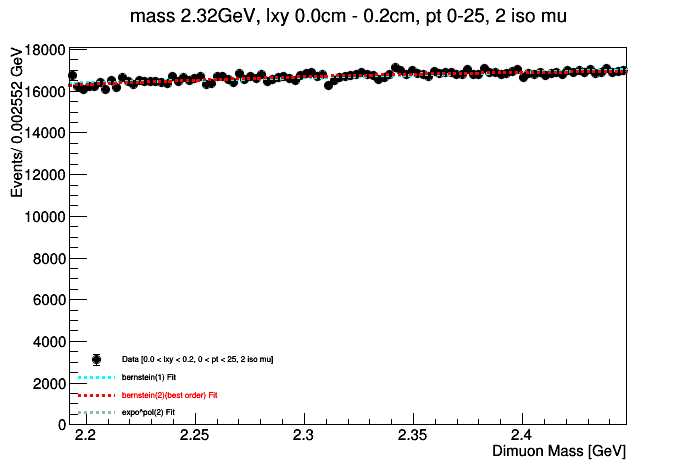 mass 2.32GeV, lxy 0.0cm - 0.2cm, pt 0-25, 2 iso mu
Events/ 0.002552 GeV
18000
16000
14000
12000
10000
8000
6000
4000
2000
0
Data [0.0 < lxy < 0.2, 0 < pt < 25, 2 iso mu]
bernstein(1) Fit
bernstein(2)(best order) Fit
expo^pol(2) Fit
2.2 2.25 2.3 2.35 2.4
Dimuon Mass [GeV]